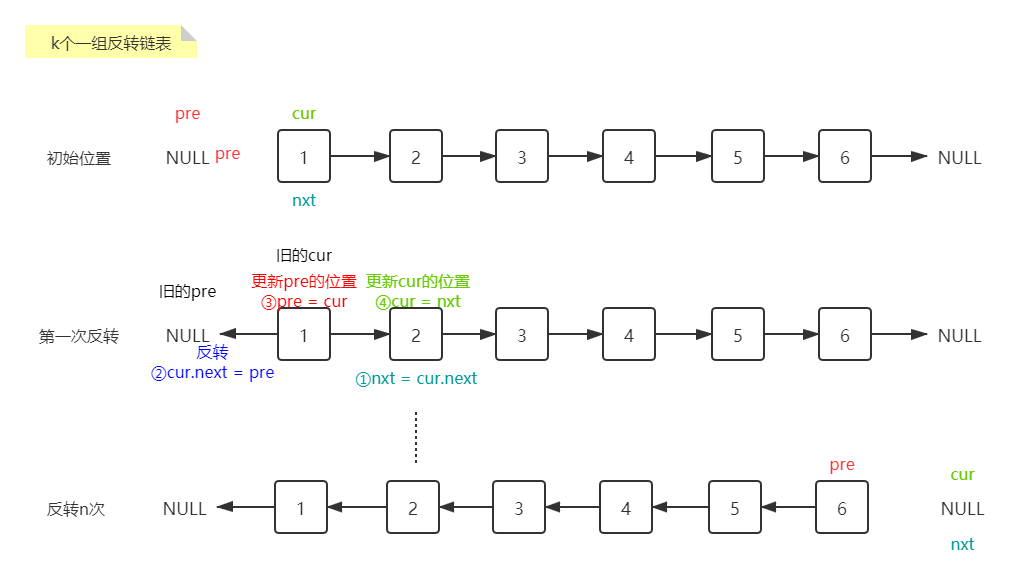 k个一组反转链表
pre cur
初始位置 NULL pre 1 2 3 4 5 6 NULL
nxt
旧的cur
旧的pre 更新pre的位置 更新cur的位置
③pre = cur ④cur = nxt
第一次反转 NULL 1 2 3 4 5 6 NULL
反转
②cur.next = pre ①nxt = cur.next
pre cur
反转n次 NULL 1 2 3 4 5 6 NULL
nxt